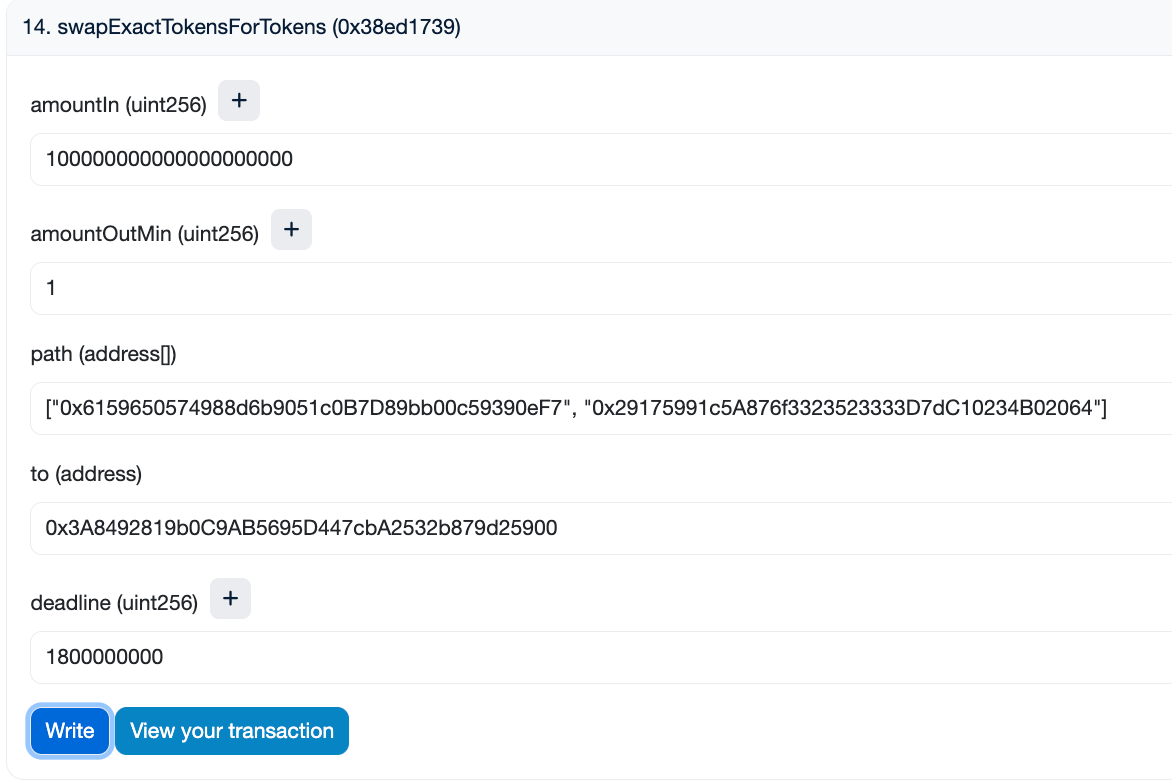 14. swapExactTokensForTokens (0x38ed1739)
amountIn (uint256) +
100000000000000000000
amountOutMin (uint256) +
1
path (address[])
["0x6159650574988d6b9051c0B7D89bb00c59390eF7", "0x29175991c5A876f3323523333D7dC10234B02064"]
to (address)
0x3A8492819b0C9AB5695D447cbA2532b879d25900
deadline (uint256) +
1800000000
Write View your transaction